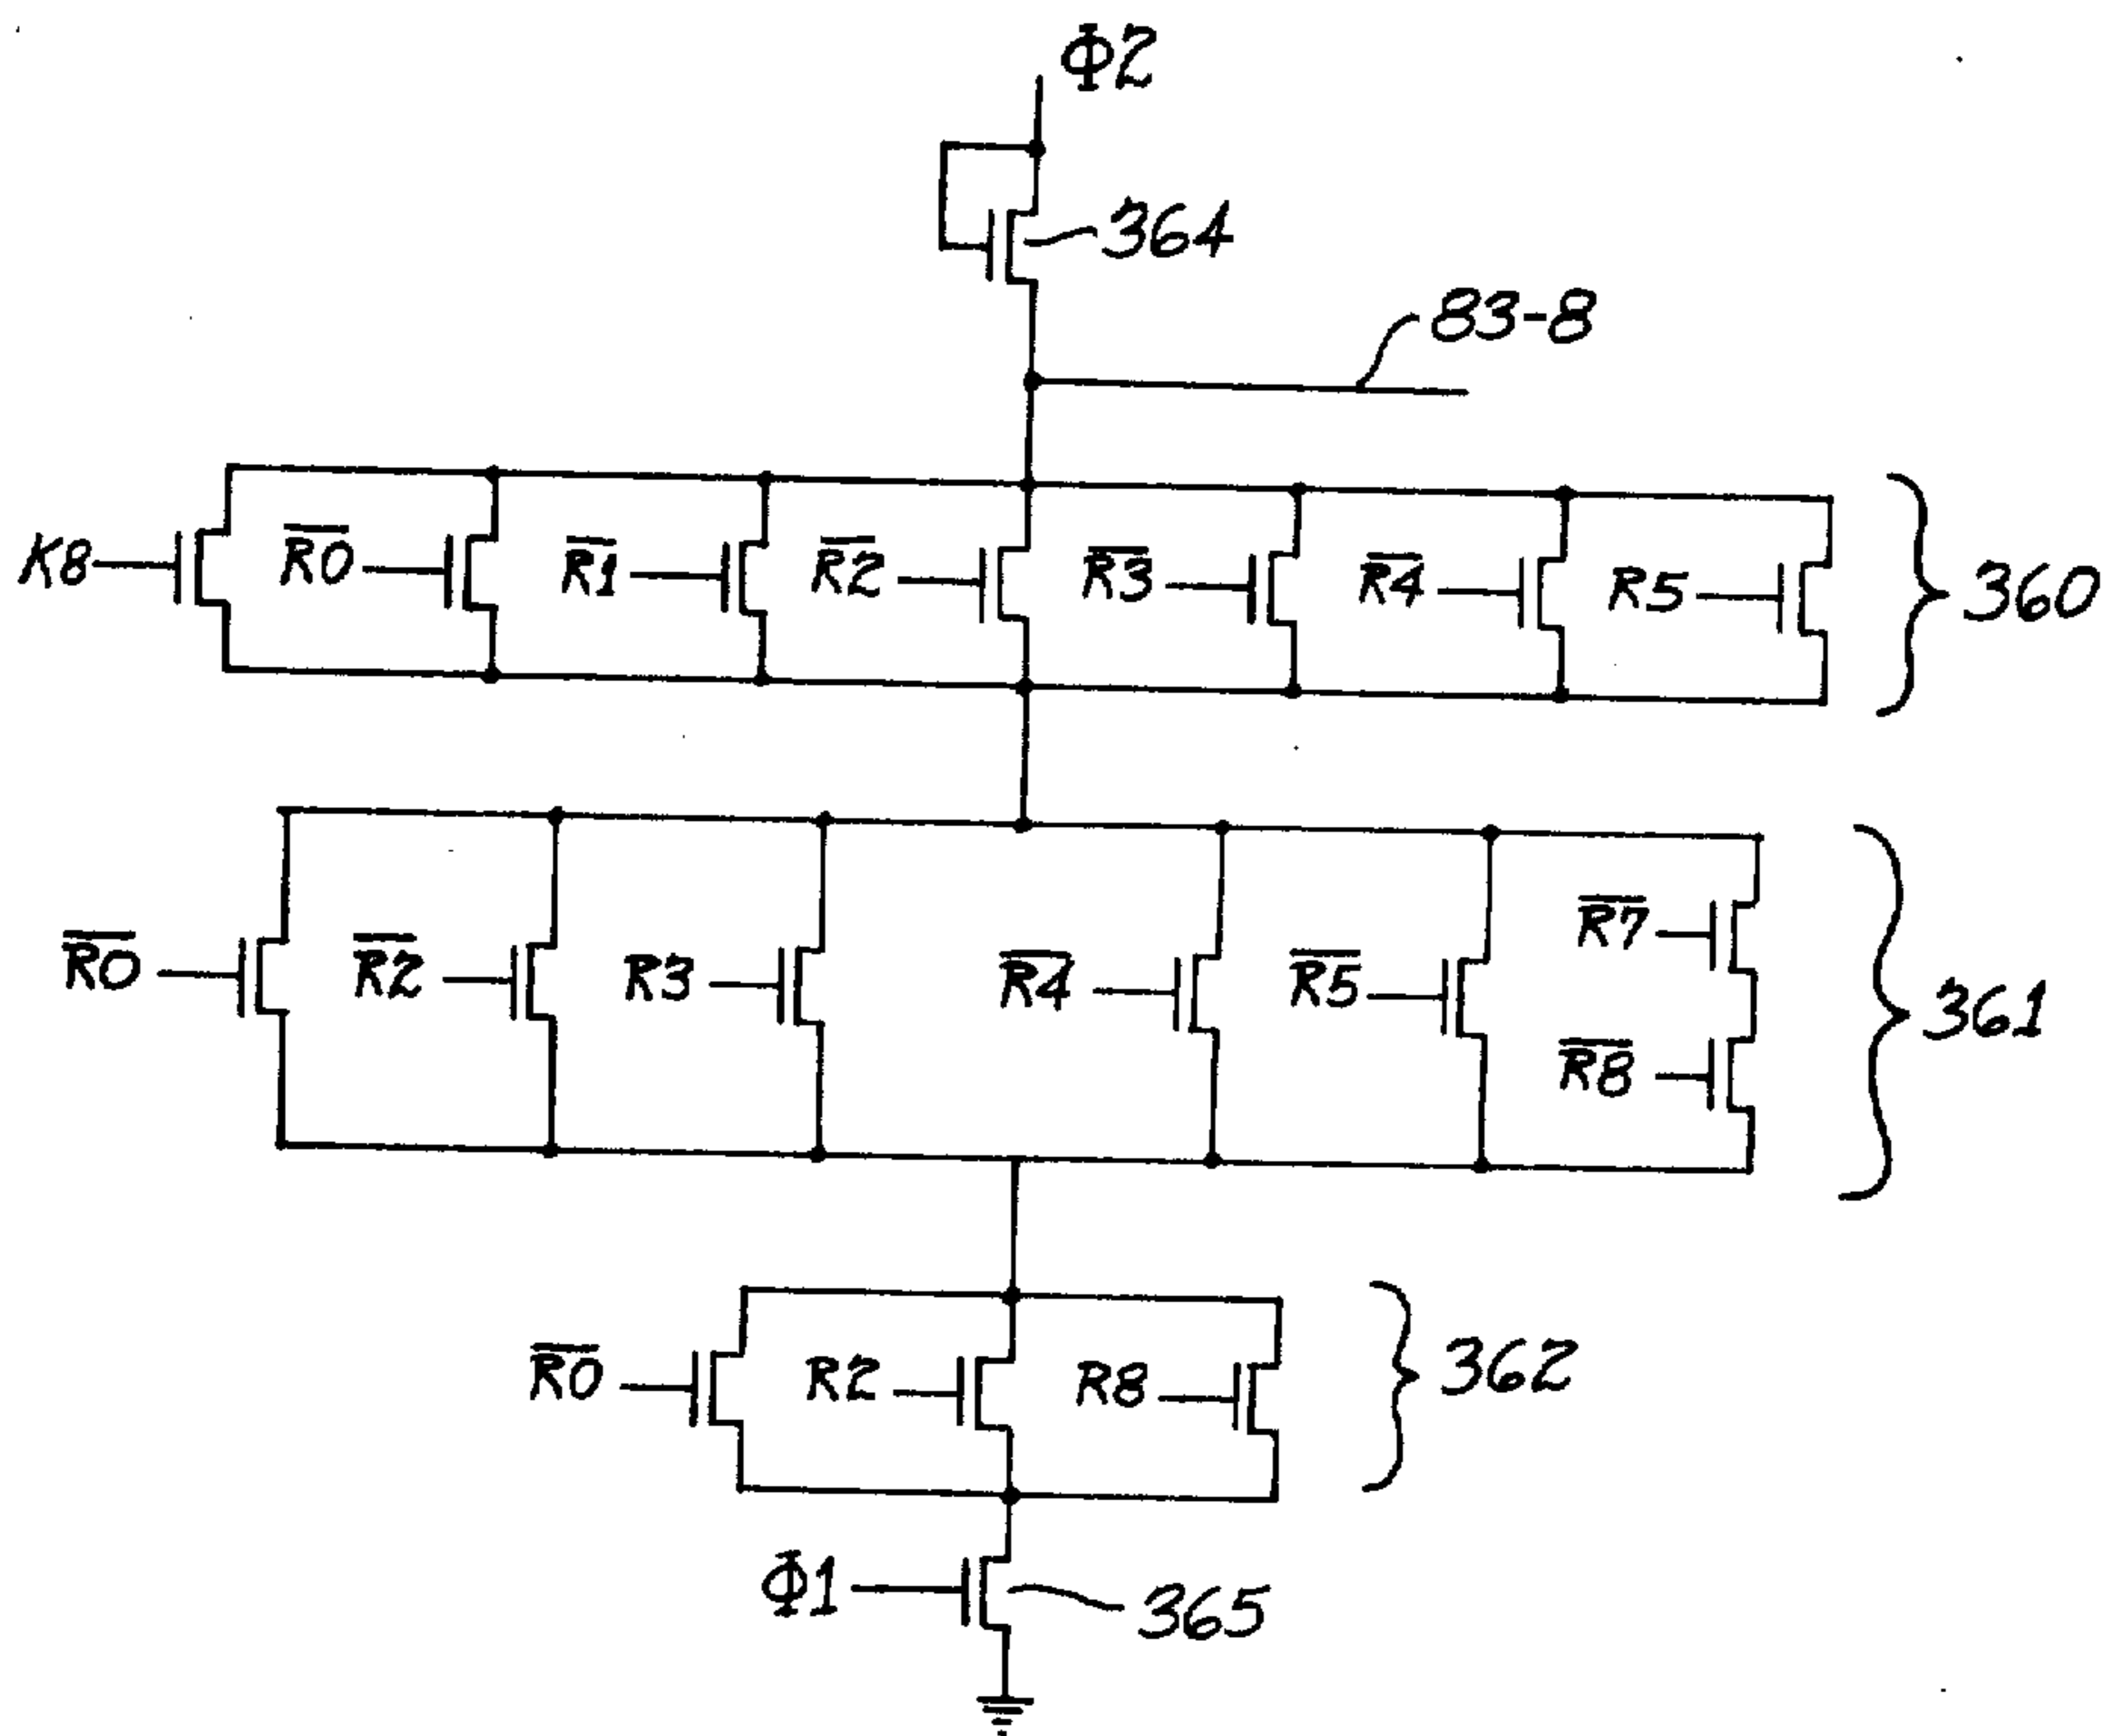 Φ2
364
83-8
K8 R̅0̅ R̅1̅ R̅2̅ R̅3̅ R̅4̅ R5 360
R̅0̅ R̅2̅ R3 R̅4̅ R̅5̅ R̅7̅
R̅8̅ 361
R̅0̅ R2 R8 362
Φ1 365